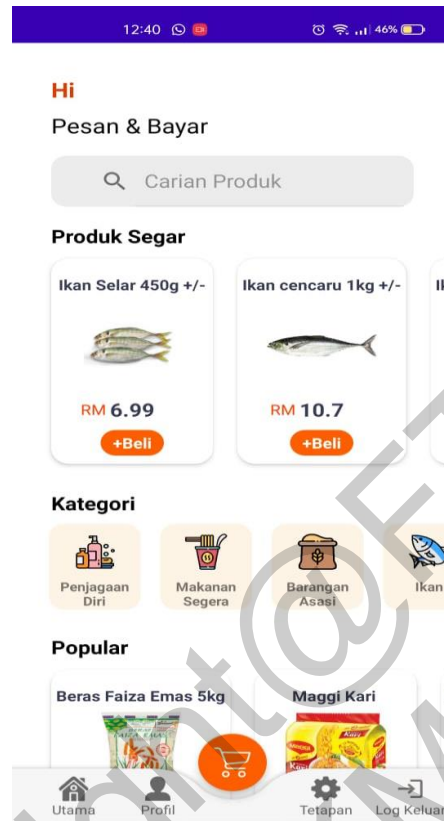 12:40 46%
Hi
Pesan & Bayar
Carian Produk
Produk Segar
Ikan Selar 450g +/- Ikan cencaru 1kg +/-
RM 6.99 RM 10.7
+Beli +Beli
Kategori
Penjagaan Diri
Makanan Segera
Barangan Asasi
Ikan
Popular
Beras Faiza Emas 5kg Maggi Kari
MAGGI
Kari
Utama Profil Tetapan Log Keluar